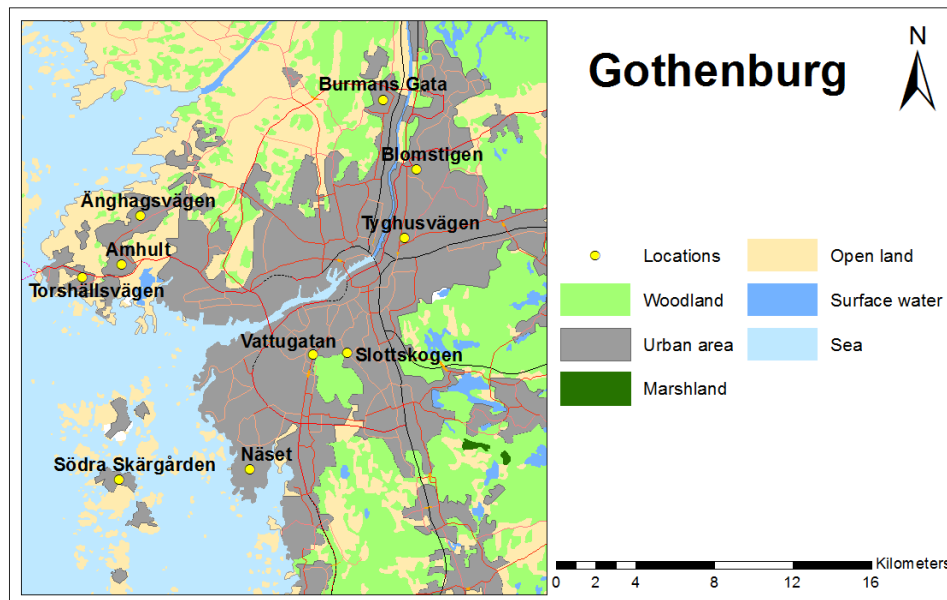 Gothenburg
N
Burmans Gata
Blomstigen
Änghagsvägen
Tyghusvägen
Amhult
Torshällsvägen
Vattugatan
Slottskogen
Södra Skärgården
Näset
Locations
Open land
Woodland
Surface water
Urban area
Sea
Marshland
Kilometers
0 2 4 8 12 16